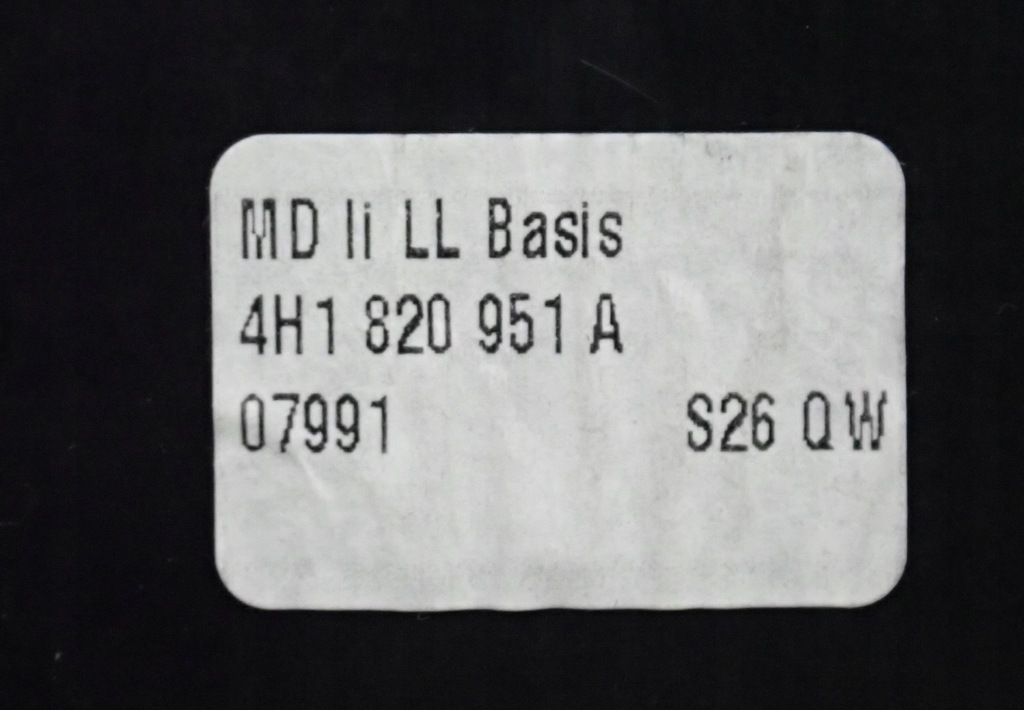 MD li LL Basis
4H1 820 951 A
07991 S26 QW